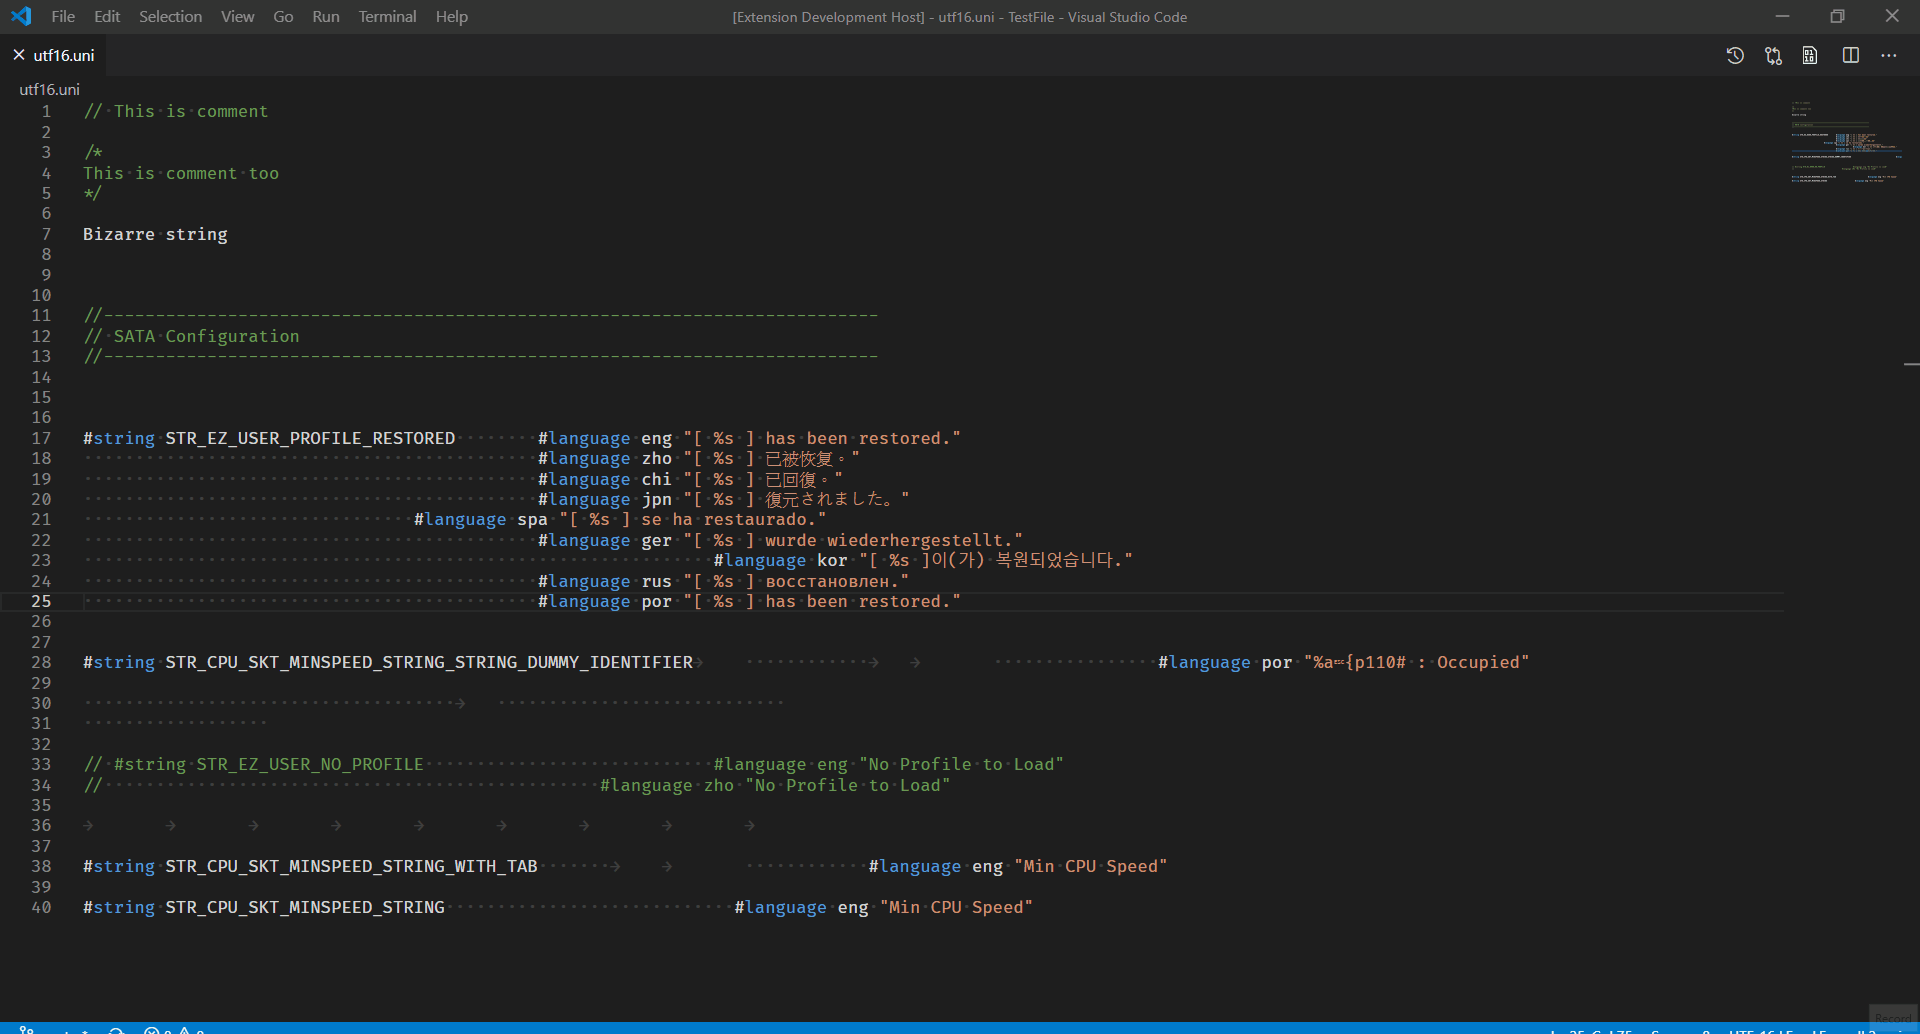 File Edit Selection View Go Run Terminal Help [Extension Development Host] - utf16.uni - TestFile - Visual Studio Code
utf16.uni
utf16.uni
1 // This is comment
2
3 /*
4 This is comment too
5 */
6
7 Bizarre string
8
9
10
11 //---------------------------------------------------------------------------
12 // SATA Configuration
13 //---------------------------------------------------------------------------
14
15
16
17 #string STR_EZ_USER_PROFILE_RESTORED #language eng "[ %s ] has been restored."
18 #language zho "[ %s ] 已被恢复。"
19 #language chi "[ %s ] 已回復。"
20 #language jpn "[ %s ] 復元されました。"
21 #language spa "[ %s ] se ha restaurado."
22 #language ger "[ %s ] wurde wiederhergestellt."
23 #language kor "[ %s ]이(가) 복원되었습니다."
24 #language rus "[ %s ] восстановлен."
25 #language por "[ %s ] has been restored."
26
27
28 #string STR_CPU_SKT_MINSPEED_STRING_STRING_DUMMY_IDENTIFIER #language por "%a{p110# : Occupied"
29
30
31
32
33 // #string STR_EZ_USER_NO_PROFILE #language eng "No Profile to Load"
34 // #language zho "No Profile to Load"
35
36
37
38 #string STR_CPU_SKT_MINSPEED_STRING_WITH_TAB #language eng "Min CPU Speed"
39
40 #string STR_CPU_SKT_MINSPEED_STRING #language eng "Min CPU Speed"
Record